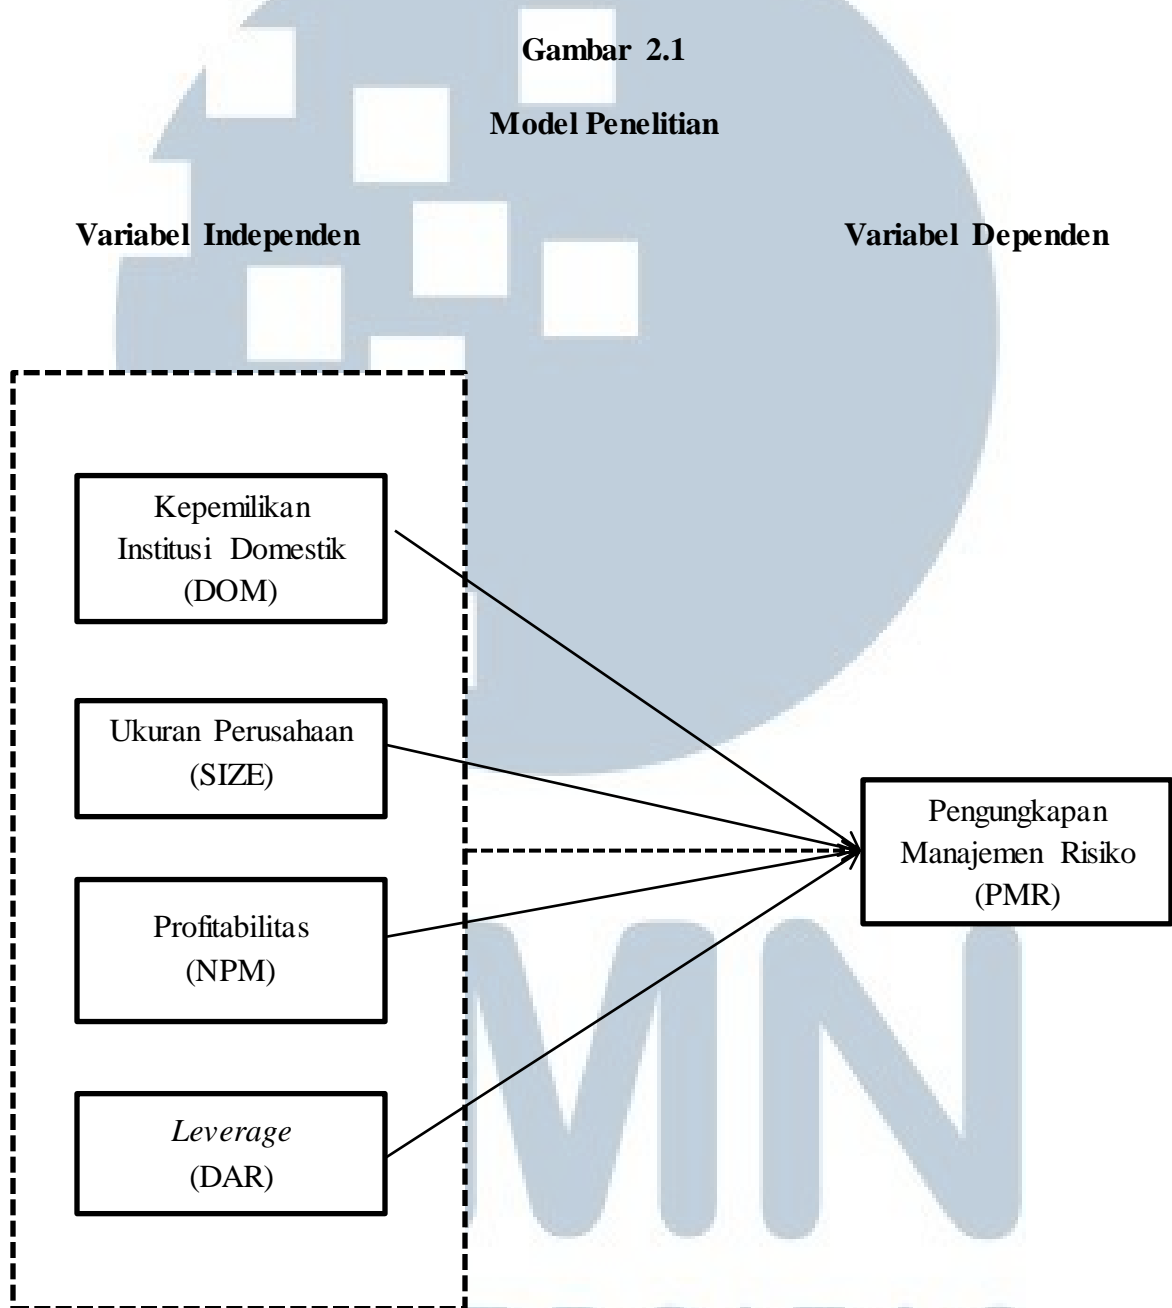 Gambar 2.1
Model Penelitian
Variabel Independen
Variabel Dependen
Kepemilikan
Institusi Domestik
(DOM)
Ukuran Perusahaan
(SIZE)
Profitabilitas
(NPM)
Leverage
(DAR)
Pengungkapan
Manajemen Risiko
(PMR)
MN